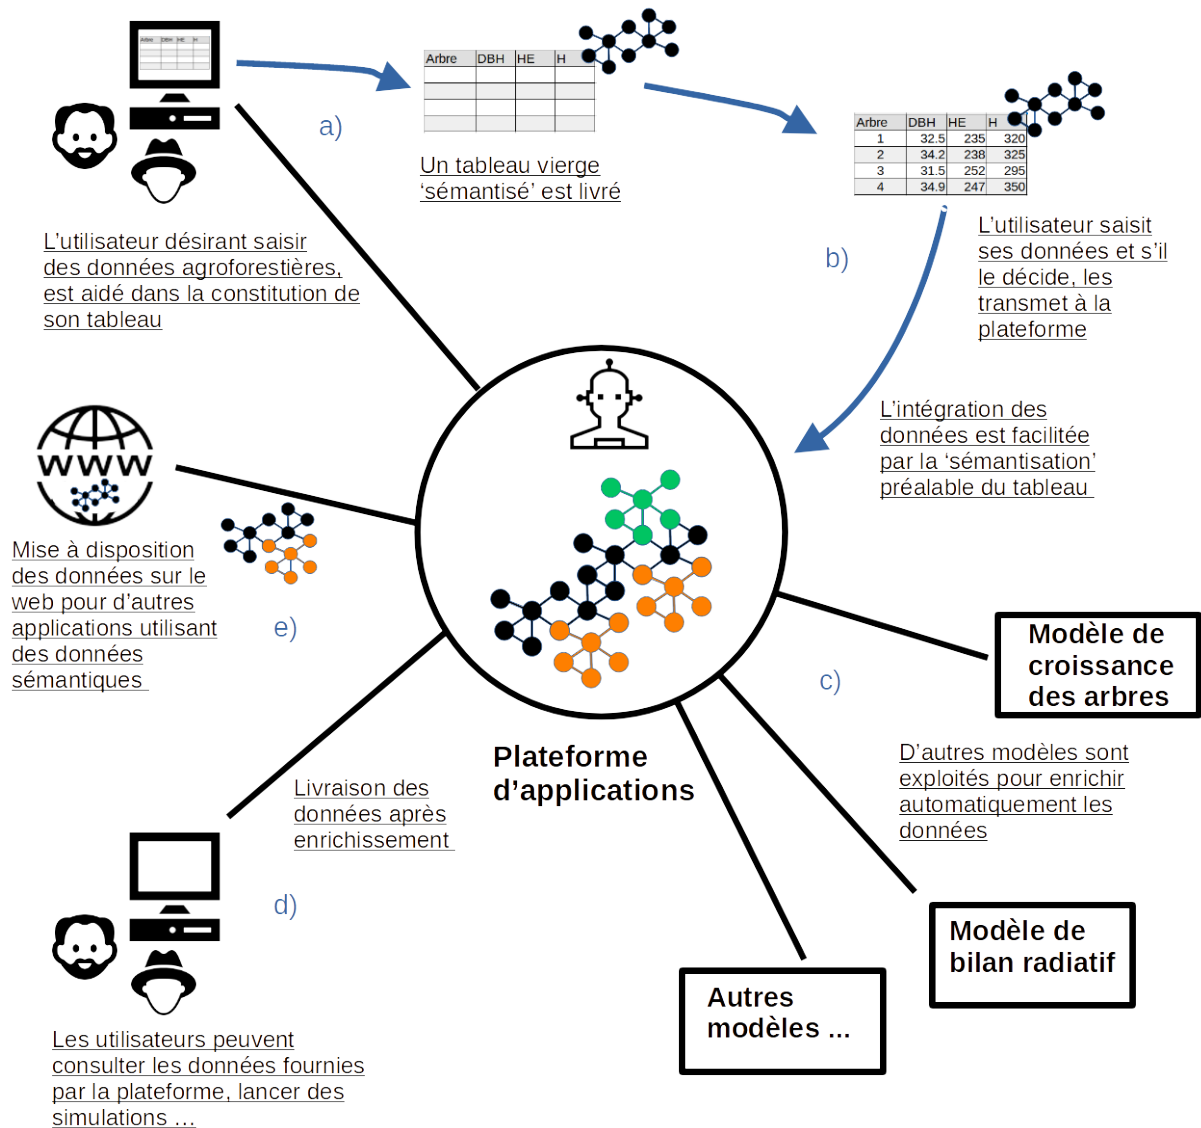 Arbre DBH HE H
a)
Arbre DBH HE H
Un tableau vierge
‘sémantisé’ est livré
Arbre DBH HE H
1 32.5 235 320
2 34.2 238 325
3 31.5 252 295
4 34.9 247 350
L’utilisateur désirant saisir
des données agroforestières,
est aidé dans la constitution de
son tableau
b)
L’utilisateur saisit
ses données et s’il
le décide, les
transmet à la
plateforme
L’intégration des
données est facilitée
par la ‘sémantisation’
préalable du tableau
WWW
Mise à disposition
des données sur le
web pour d’autres
applications utilisant
des données
sémantiques
e)
Plateforme
d’applications
c)
Modèle de
croissance
des arbres
D’autres modèles sont
exploités pour enrichir
automatiquement les
données
Modèle de
bilan radiatif
Autres
modèles ...
Livraison des
données après
enrichissement
d)
Les utilisateurs peuvent
consulter les données fournies
par la plateforme, lancer des
simulations …